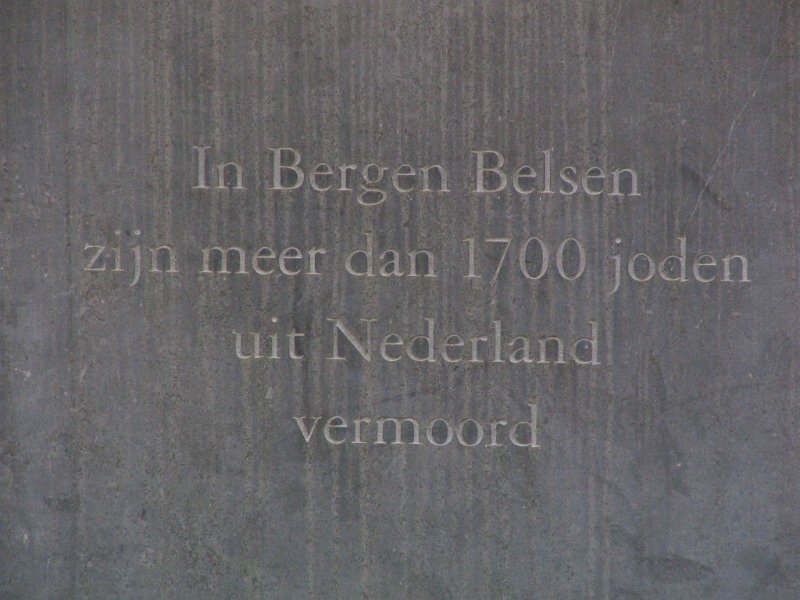 In Bergen Belsen
zijn meer dan 1700 joden
uit Nederland
vermoord